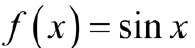 f(x) = sin x